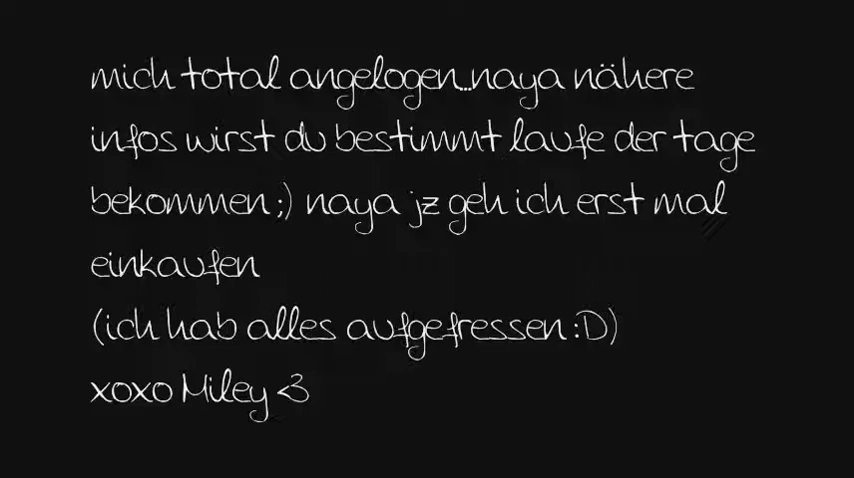 mich total angelogen...naya nähere
infos wirst du bestimmt laufe der tage
bekommen ;) naya jz geh ich erst mal
einkaufen
(ich hab alles aufgefressen :D)
xoxo Miley <3